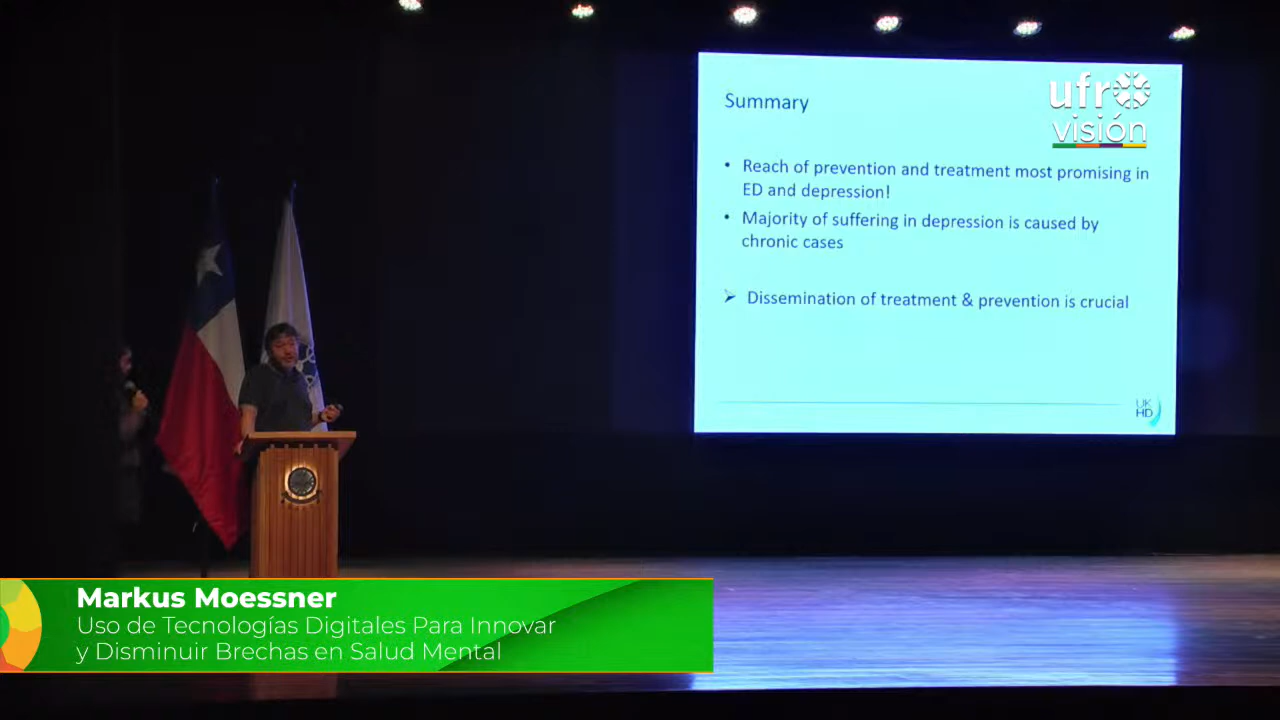 Summary
ufro
visión
• Reach of prevention and treatment most promising in
ED and depression!
• Majority of suffering in depression is caused by
chronic cases
➢ Dissemination of treatment & prevention is crucial
UK
HD
Markus Moessner
Uso de Tecnologías Digitales Para Innovar
y Disminuir Brechas en Salud Mental